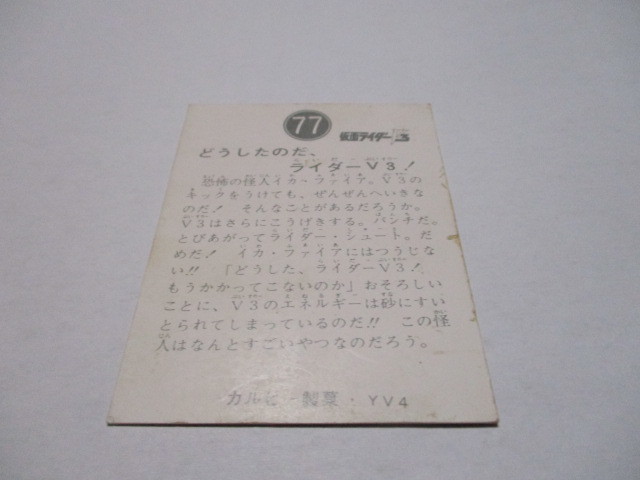 77
仮面ライダーV3
どうしたのだ、
ライダーV3！
恐怖の怪人イカ・ファイア。V3の
キックをうけても、ぜんぜんへいきな
のだ！　そんなことがあるだろうか。
V3はさらにこうげきする。パンチだ。
とびあがってライダー・シュート。だ
めだ！　イカ・ファイアにはつうじな
い!!「どうした、ライダーV3！
もうかかってこないのか」おそろしい
ことに、V3のエネルギーは砂にすい
とられてしまっているのだ!!　この怪
人はなんとすごいやつなのだろう。
カルビー製菓・YV4